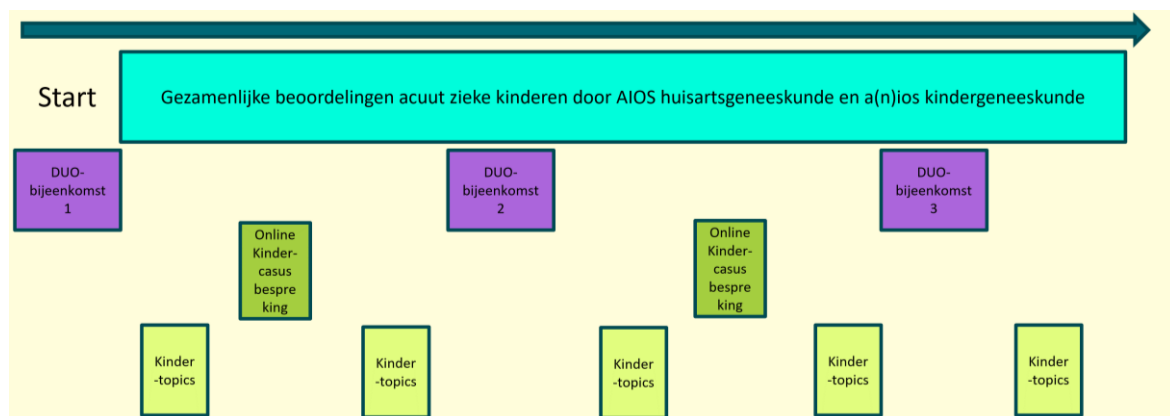 Start
Gezamenlijke beoordelingen acuut zieke kinderen door AIOS huisartsgeneeskunde en a(n)ios kindergeneeskunde
DUO-
bijeenkomst
1
DUO-
bijeenkomst
2
DUO-
bijeenkomst
3
Online
Kinder-
casus
bespre
king
Online
Kinder-
casus
bespre
king
Kinder
-topics
Kinder
-topics
Kinder
-topics
Kinder
-topics
Kinder
-topics